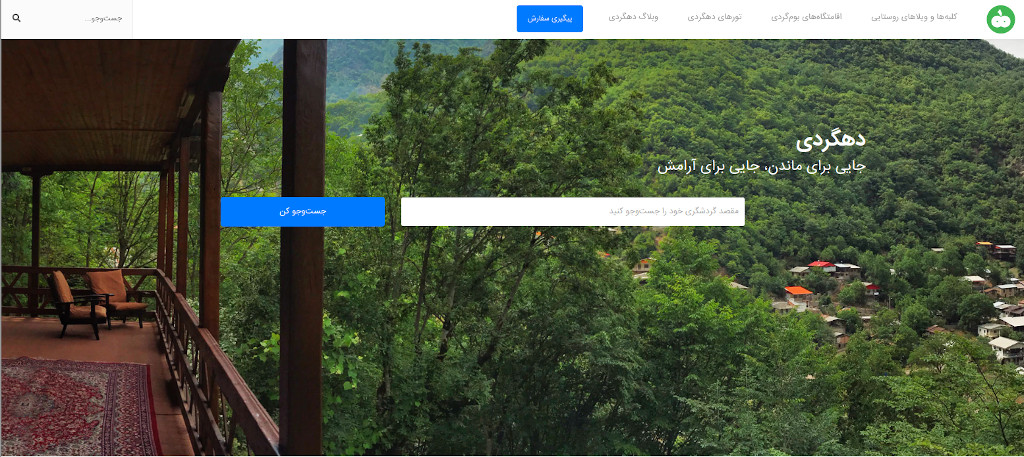 کلبه‌ها و ویلاهای روستایی
اقامتگاه‌های بوم‌گردی
تورهای دهگردی
وبلاگ دهگردی
پیگیری سفارش
جست‌وجو...
دهگردی
جایی برای ماندن، جایی برای آرامش
مقصد گردشگری خود را جست‌وجو کنید
جست‌وجو کن